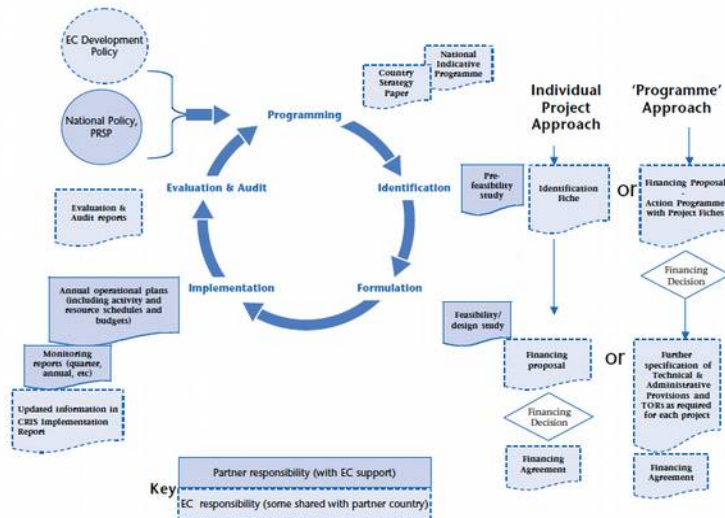 EC Development
Policy
National Policy,
PRSP
Programming
Country
Strategy
Paper
National
Indicative
Programme
Individual
Project
Approach
'Programme'
Approach
Evaluation & Audit
Identification
Pre-
feasibility
study
Identification
Fiche
or
Financing Proposal
-
Action Programme
with Project Fiches
Evaluation &
Audit reports
Financing
Decision
Implementation
Formulation
Annual operational plans
(including activity and
resource schedules and
budgets)
Feasibility/
design study
Monitoring
reports (quarter,
annual, etc)
Financing
proposal
or
Further
specification of
Technical &
Administrative
Provisions and
TORs as required
for each project
Updated information in
CRIS Implementation
Report
Financing
Decision
Financing
Agreement
Financing
Agreement
Key
Partner responsibility (with EC support)
EC responsibility (some shared with partner country)